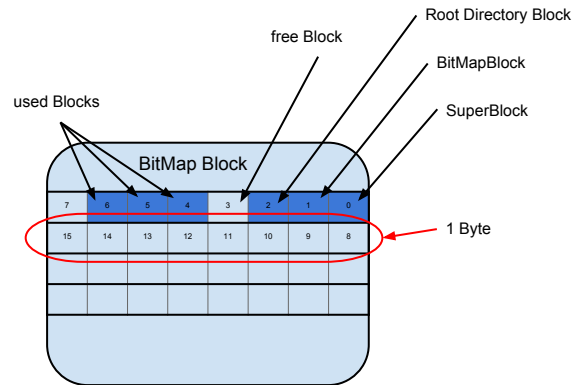 Root Directory Block
free Block
BitMapBlock
used Blocks
SuperBlock
BitMap Block
7 6 5 4 3 2 1 0
15 14 13 12 11 10 9 8
1 Byte